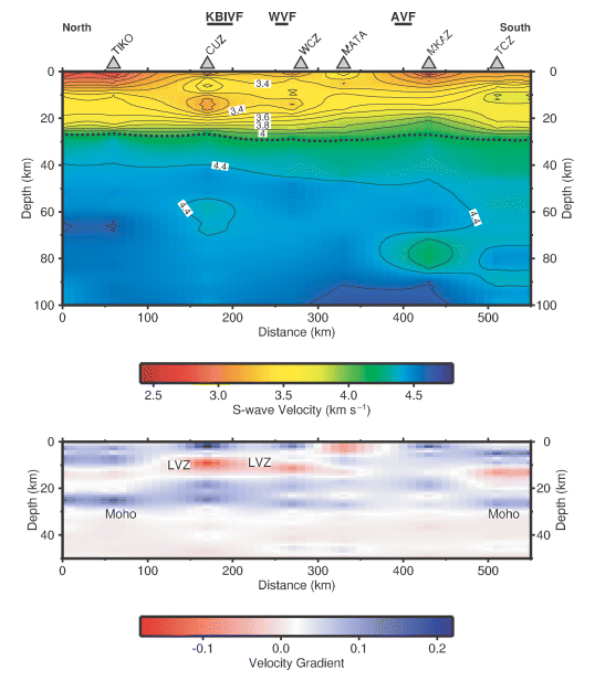 KBIVF WVF AVF
North South
TIKO CUZ WCZ MATA MKAZ TCZ
0 0
3.4
3.4
20 3.6 20
3.8
4
40 4.4 40
Depth (km) Depth (km)
60 4.4 4.4 60
80 80
100 100
0 100 200 300 400 500
Distance (km)
2.5 3.0 3.5 4.0 4.5
S-wave Velocity (km s⁻¹)
0 0
LVZ LVZ
20 20
Depth (km) Depth (km)
Moho Moho
40 40
0 100 200 300 400 500
Distance (km)
-0.1 0.0 0.1 0.2
Velocity Gradient